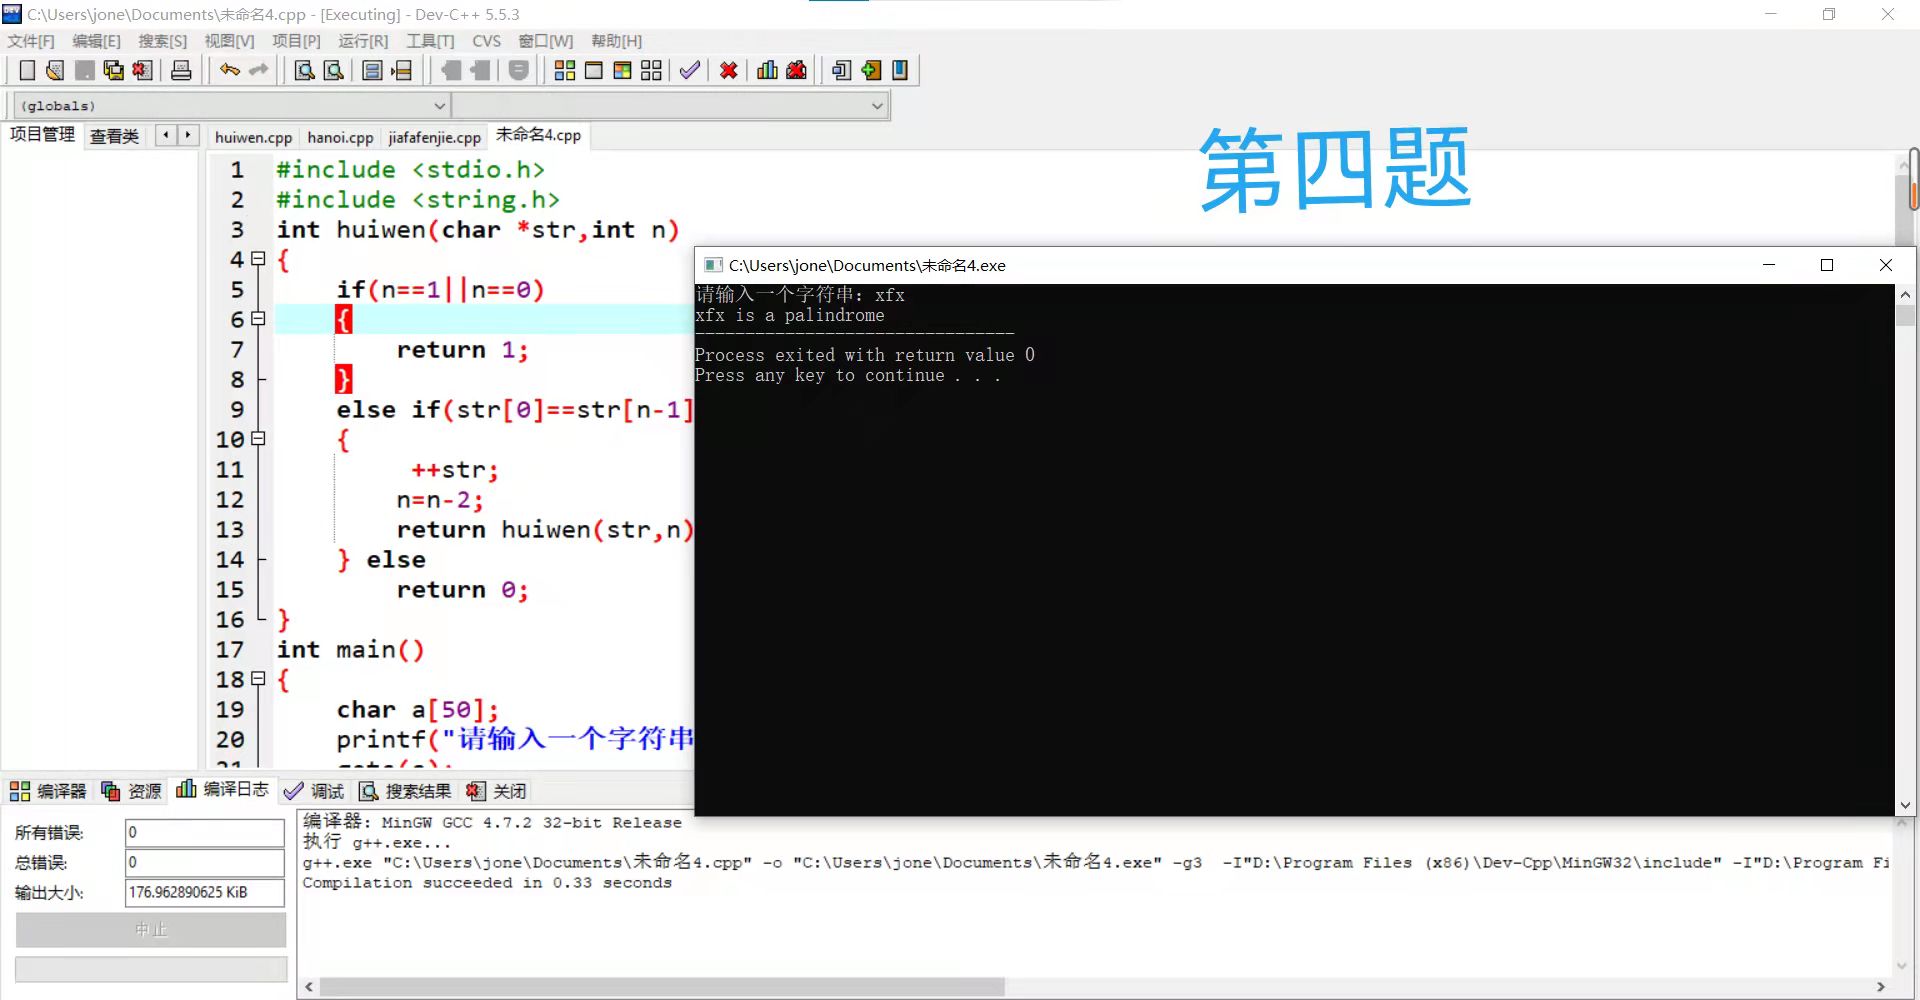 C:\Users\jone\Documents\未命名4.cpp - [Executing] - Dev-C++ 5.5.3
文件[F] 编辑[E] 搜索[S] 视图[V] 项目[P] 运行[R] 工具[T] CVS 窗口[W] 帮助[H]
(globals)
项目管理 查看类 huiwen.cpp hanoi.cpp jiafafenjie.cpp 未命名4.cpp
第四题
1 #include <stdio.h>
2 #include <string.h>
3 int huiwen(char *str,int n)
4 {
5 if(n==1||n==0)
6 {
7 return 1;
8 }
9 else if(str[0]==str[n-1]
10 {
11 ++str;
12 n=n-2;
13 return huiwen(str,n)
14 } else
15 return 0;
16 }
17 int main()
18 {
19 char a[50];
20 printf("请输入一个字符串
C:\Users\jone\Documents\未命名4.exe
请输入一个字符串: xfx
xfx is a palindrome
--------------------------------
Process exited with return value 0
Press any key to continue . . .
编译器 资源 编译日志 调试 搜索结果 关闭
所有错误: 0
总错误: 0
输出大小: 176.962890625 KiB
中止
编译器: MinGW GCC 4.7.2 32-bit Release
执行 g++.exe...
g++.exe "C:\Users\jone\Documents\未命名4.cpp" -o "C:\Users\jone\Documents\未命名4.exe" -g3 -I"D:\Program Files (x86)\Dev-Cpp\MinGW32\include" -I"D:\Program Fi
Compilation succeeded in 0.33 seconds